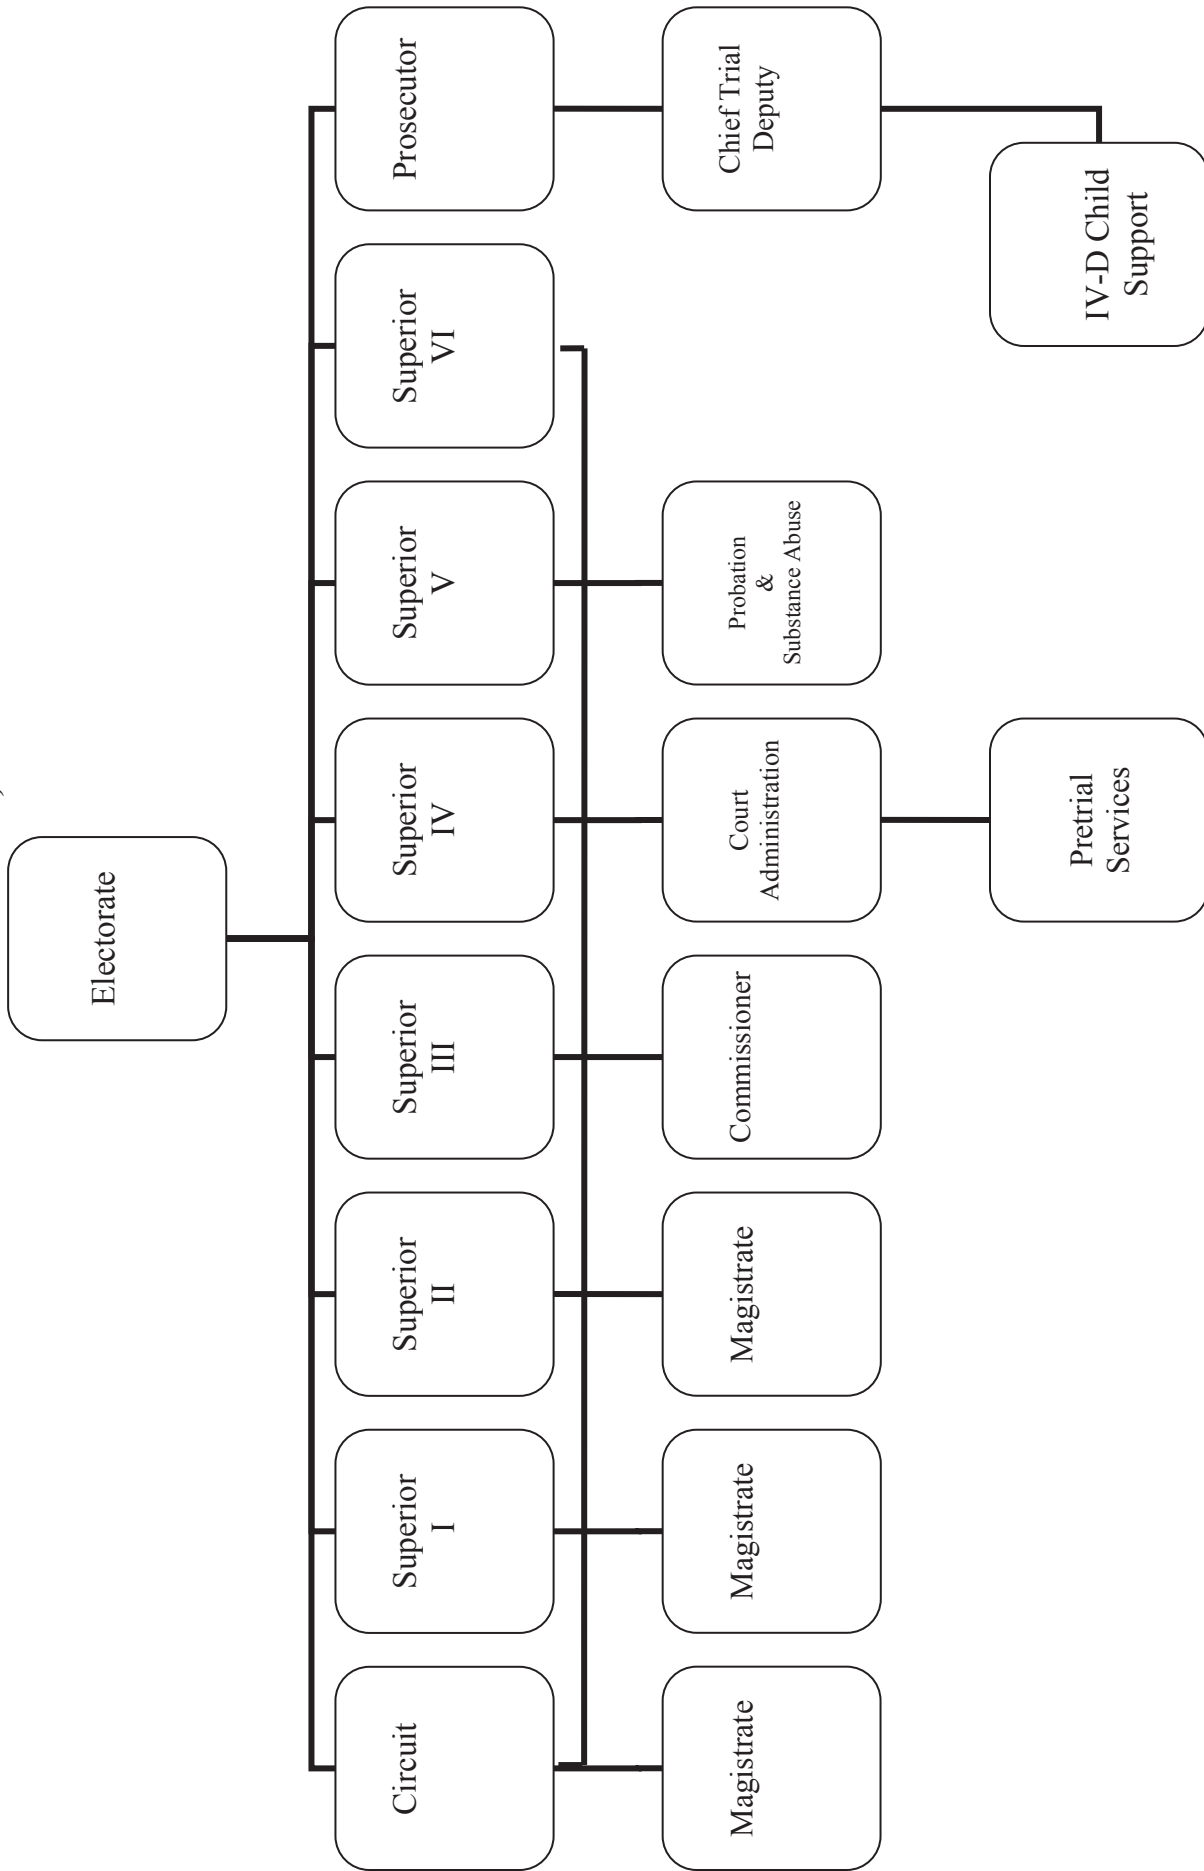 Electorate
Circuit
Superior
I
Superior
II
Superior
III
Superior
IV
Superior
V
Superior
VI
Prosecutor
Magistrate
Magistrate
Magistrate
Commissioner
Court
Administration
Probation
&
Substance Abuse
Chief Trial
Deputy
Pretrial
Services
IV-D Child
Support